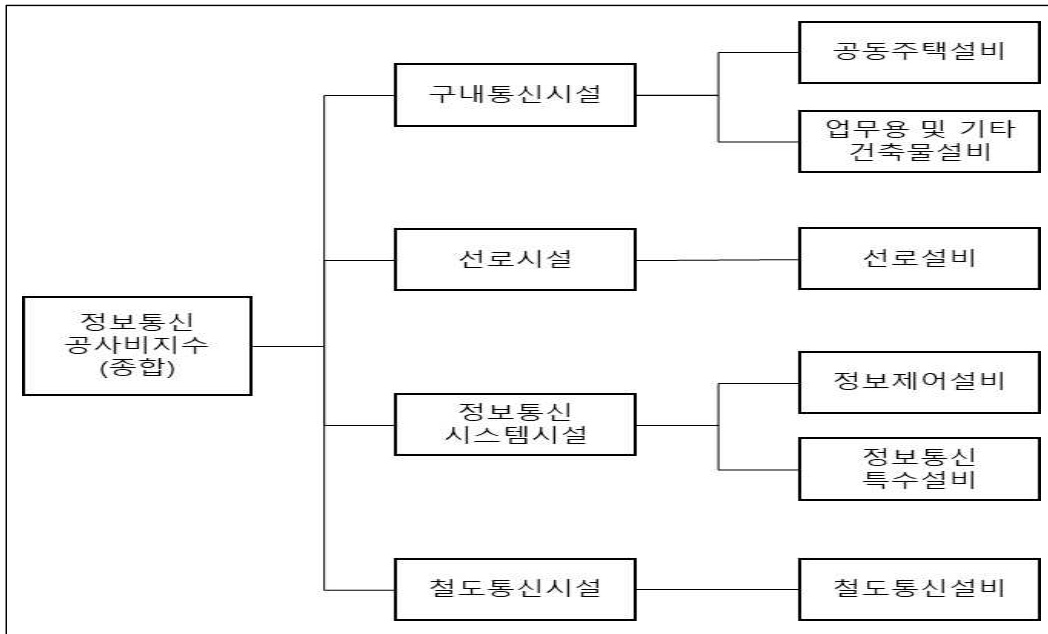 정보통신
공사비지수
(종합)
구내통신시설
공동주택설비
업무용 및 기타
건축물설비
선로시설
선로설비
정보통신
시스템시설
정보제어설비
정보통신
특수설비
철도통신시설
철도통신설비